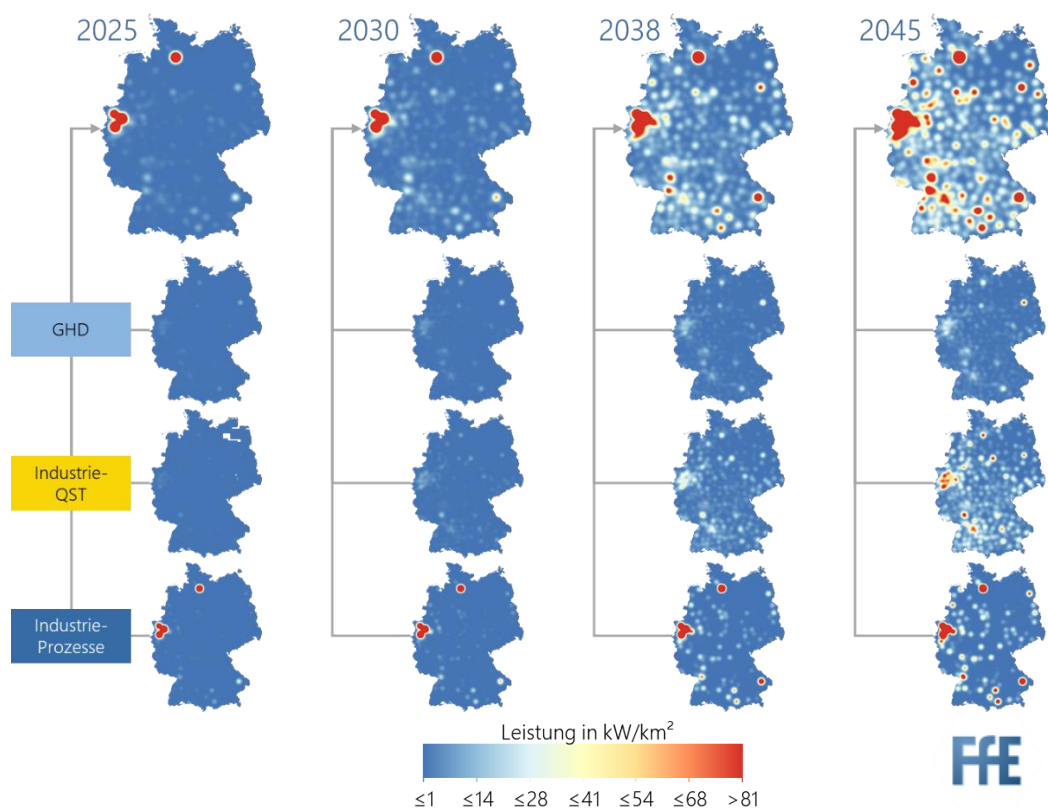 2025
2030
2038
2045
GHD
Industrie-
QST
Industrie-
Prozesse
Leistung in kW/km²
≤1 ≤14 ≤28 ≤41 ≤54 ≤68 >81
FfE